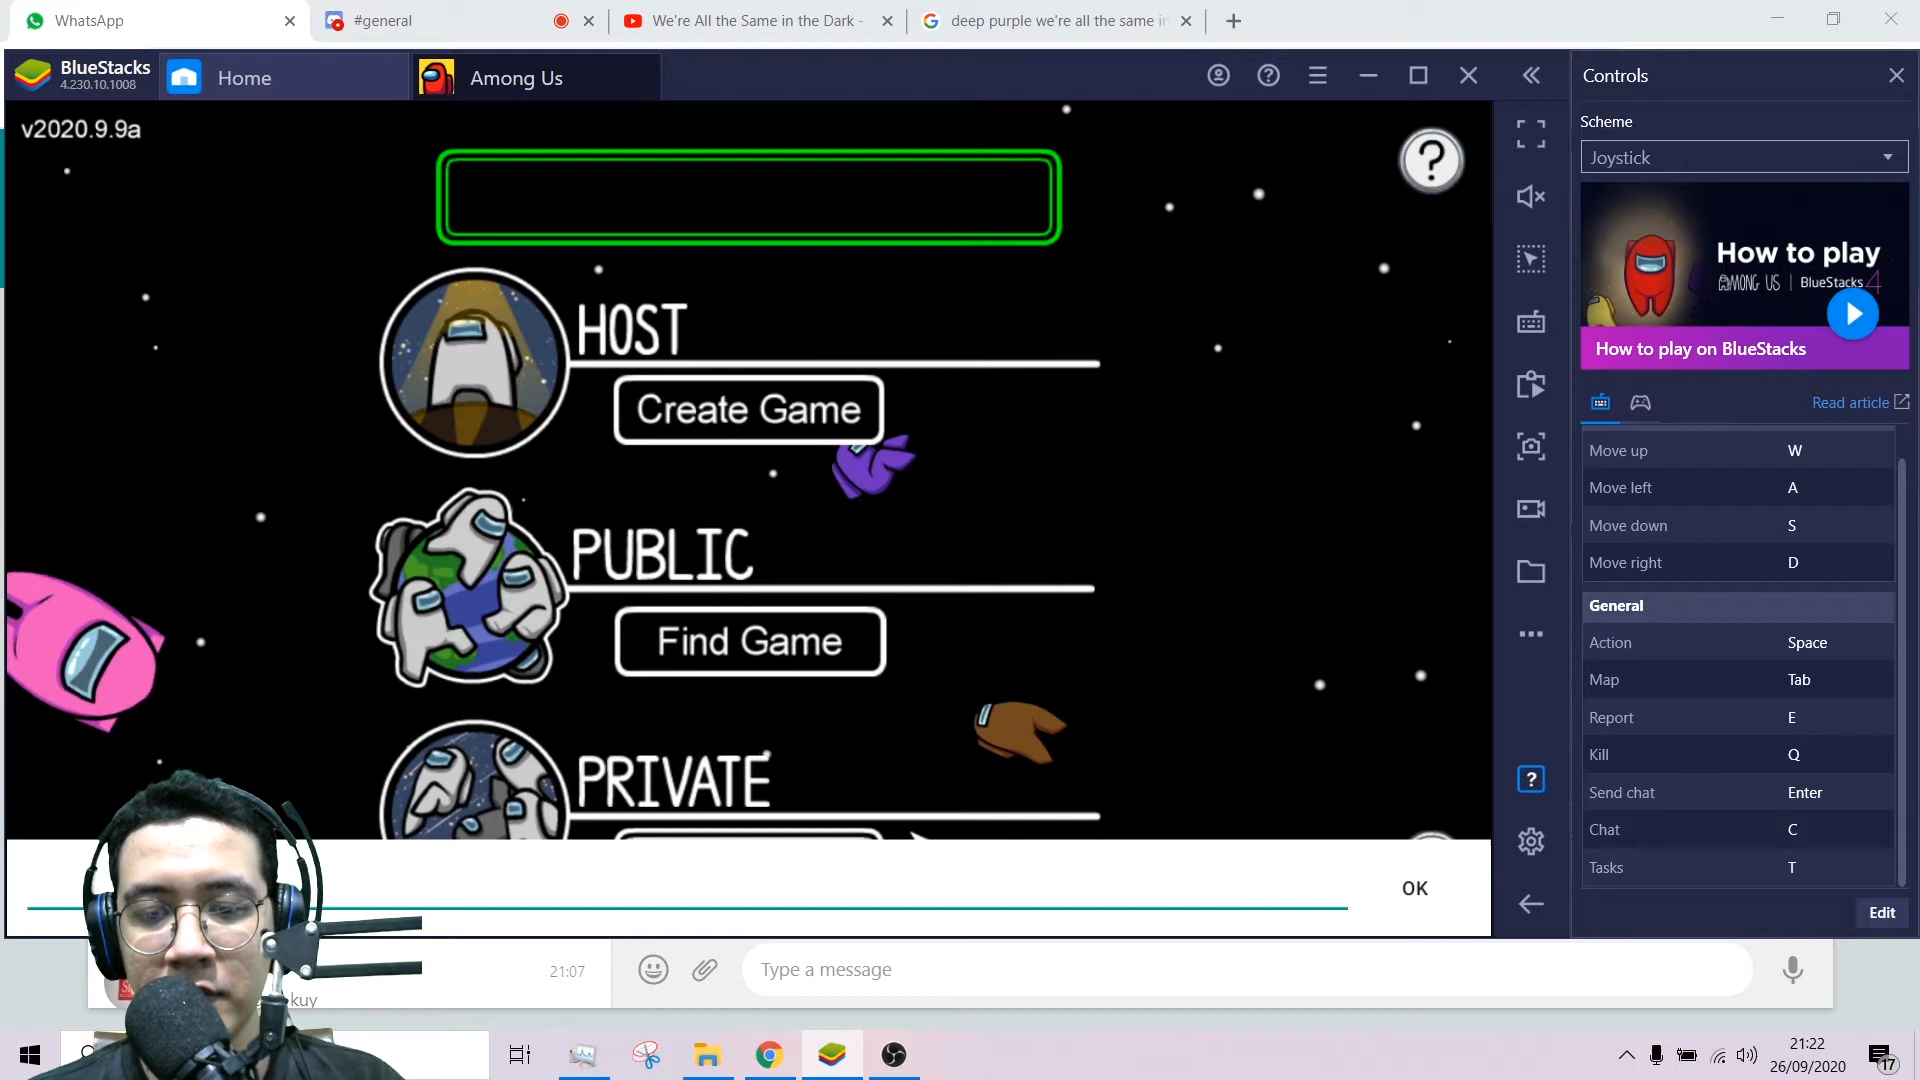 WhatsApp
#general
We're All the Same in the Dark -
deep purple we're all the same in
BlueStacks
4.230.10.1008
Home
Among Us
Controls
v2020.9.9a
?
Scheme
Joystick
How to play
AMONG US | BlueStacks 4
How to play on BlueStacks
HOST
Create Game
Read article
Move up W
Move left A
Move down S
Move right D
PUBLIC
Find Game
General
Action Space
Map Tab
Report E
Kill Q
Send chat Enter
Chat C
Tasks T
PRIVATE
OK
Edit
21:07
Type a message
kuy
21:22
26/09/2020
17